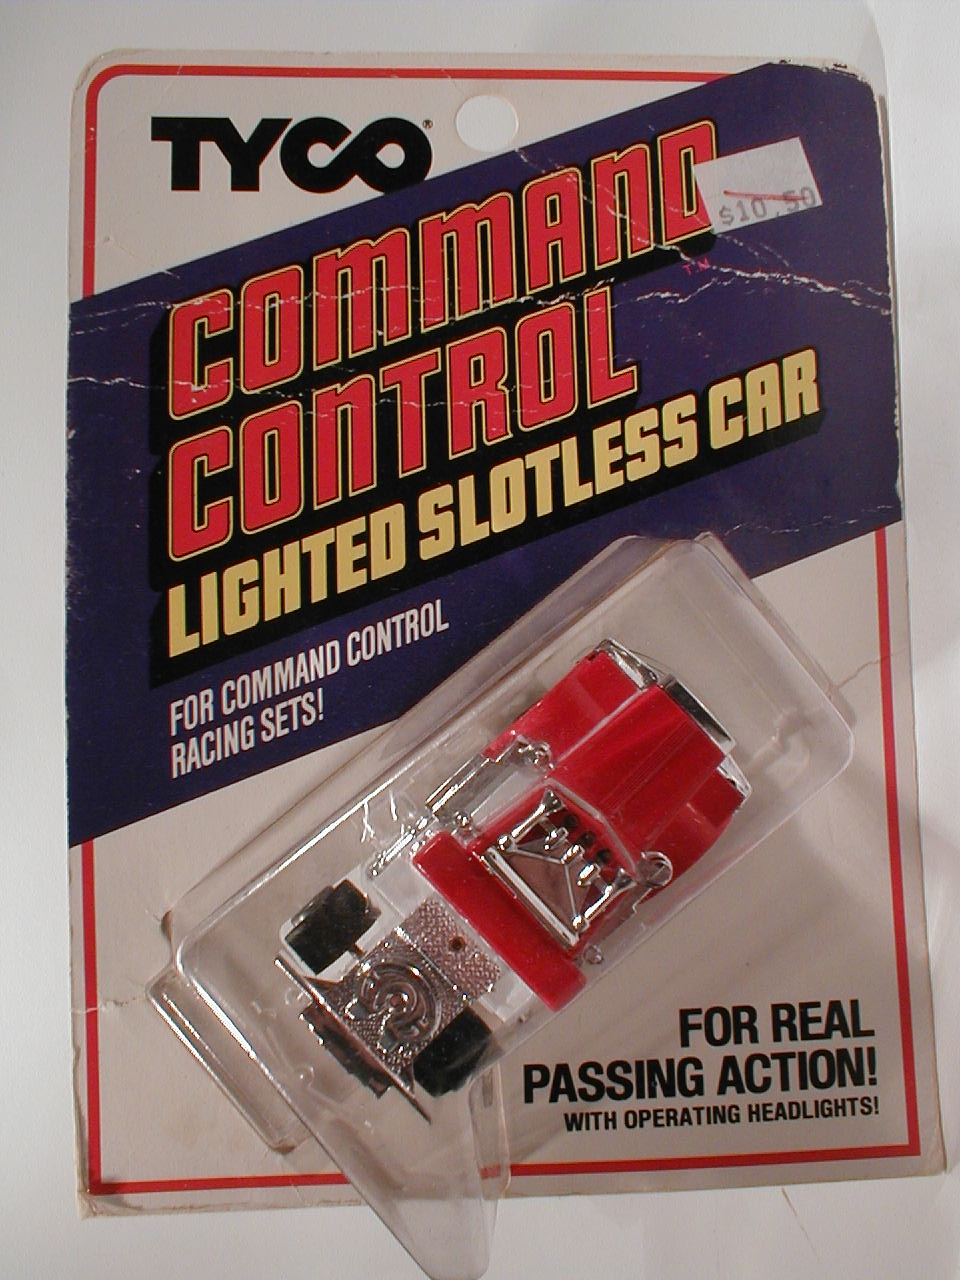 TYCO®
$10.50
COMMAND
CONTROL
TM
LIGHTED SLOTLESS CAR
FOR COMMAND CONTROL
RACING SETS!
FOR REAL
PASSING ACTION!
WITH OPERATING HEADLIGHTS!